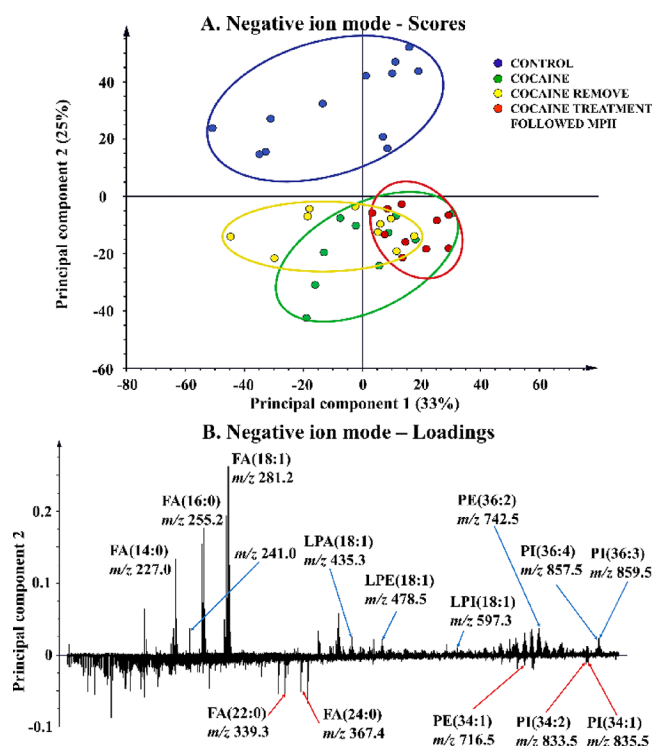 A. Negative ion mode - Scores
CONTROL
COCAINE
COCAINE REMOVE
COCAINE TREATMENT
FOLLOWED MPH
Principal component 2 (25%)
40
20
0
-20
-40
-60
-80
-60
-40
-20
0
20
40
60
Principal component 1 (33%)
B. Negative ion mode – Loadings
Principal component 2
0.2
0.1
0
-0.1
FA(18:1)
m/z 281.2
FA(16:0)
m/z 255.2
FA(14:0)
m/z 227.0
m/z 241.0
LPA(18:1)
m/z 435.3
LPE(18:1)
m/z 478.5
LPI(18:1)
m/z 597.3
PE(36:2)
m/z 742.5
PI(36:4)
m/z 857.5
PI(36:3)
m/z 859.5
FA(22:0)
m/z 339.3
FA(24:0)
m/z 367.4
PE(34:1)
m/z 716.5
PI(34:2)
m/z 833.5
PI(34:1)
m/z 835.5